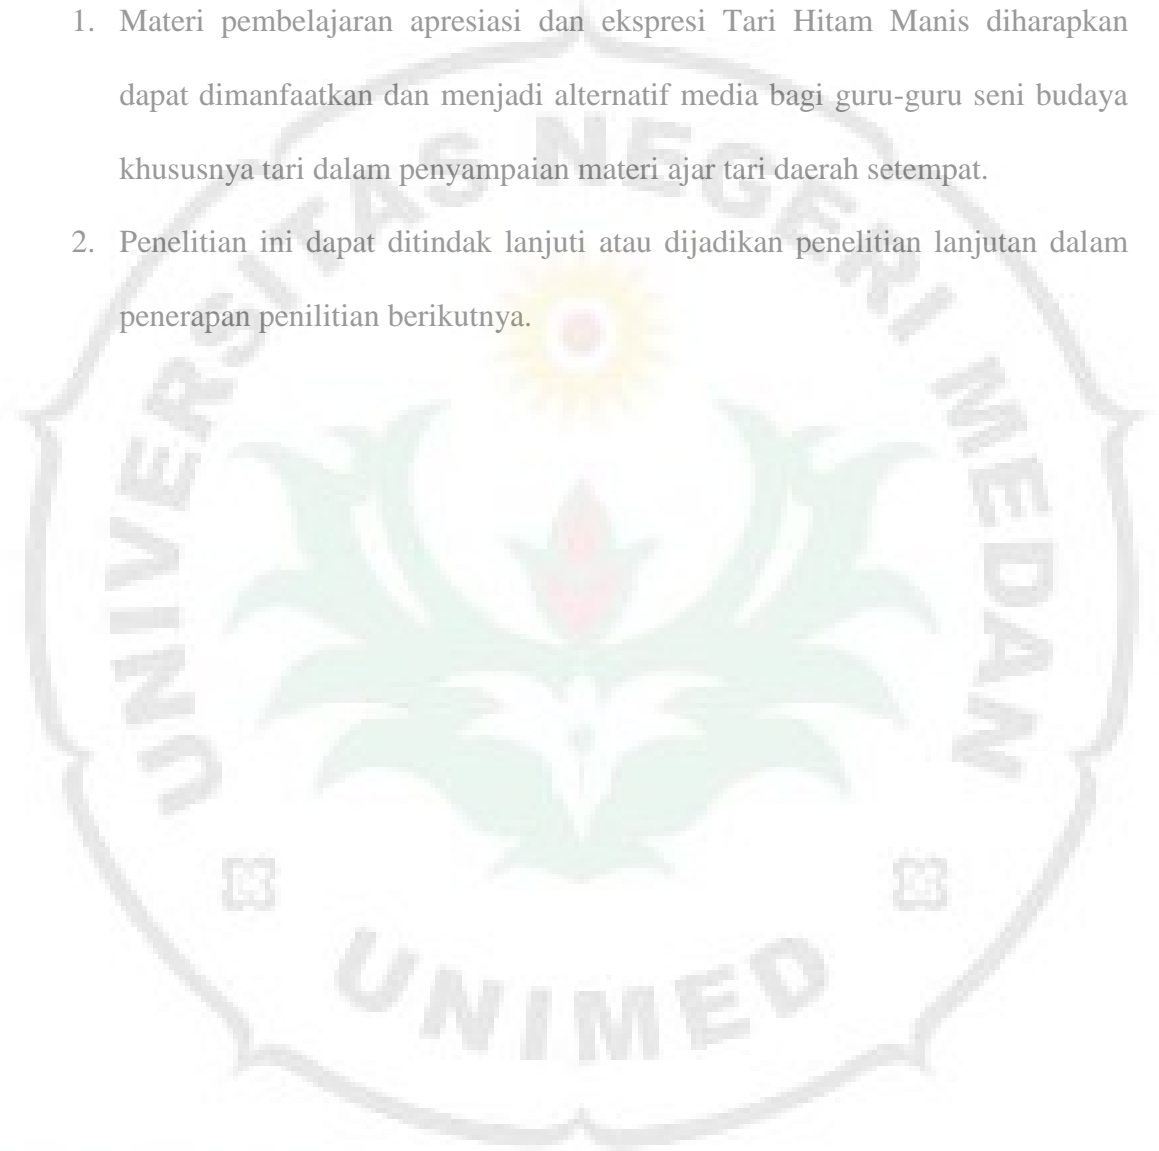 1. Materi pembelajaran apresiasi dan ekspresi Tari Hitam Manis diharapkan
dapat dimanfaatkan dan menjadi alternatif media bagi guru-guru seni budaya
khususnya tari dalam penyampaian materi ajar tari daerah setempat.
2. Penelitian ini dapat ditindak lanjuti atau dijadikan penelitian lanjutan dalam
penerapan penilitian berikutnya.
UNIVERSITAS NEGERI MEDAN
UNIMED